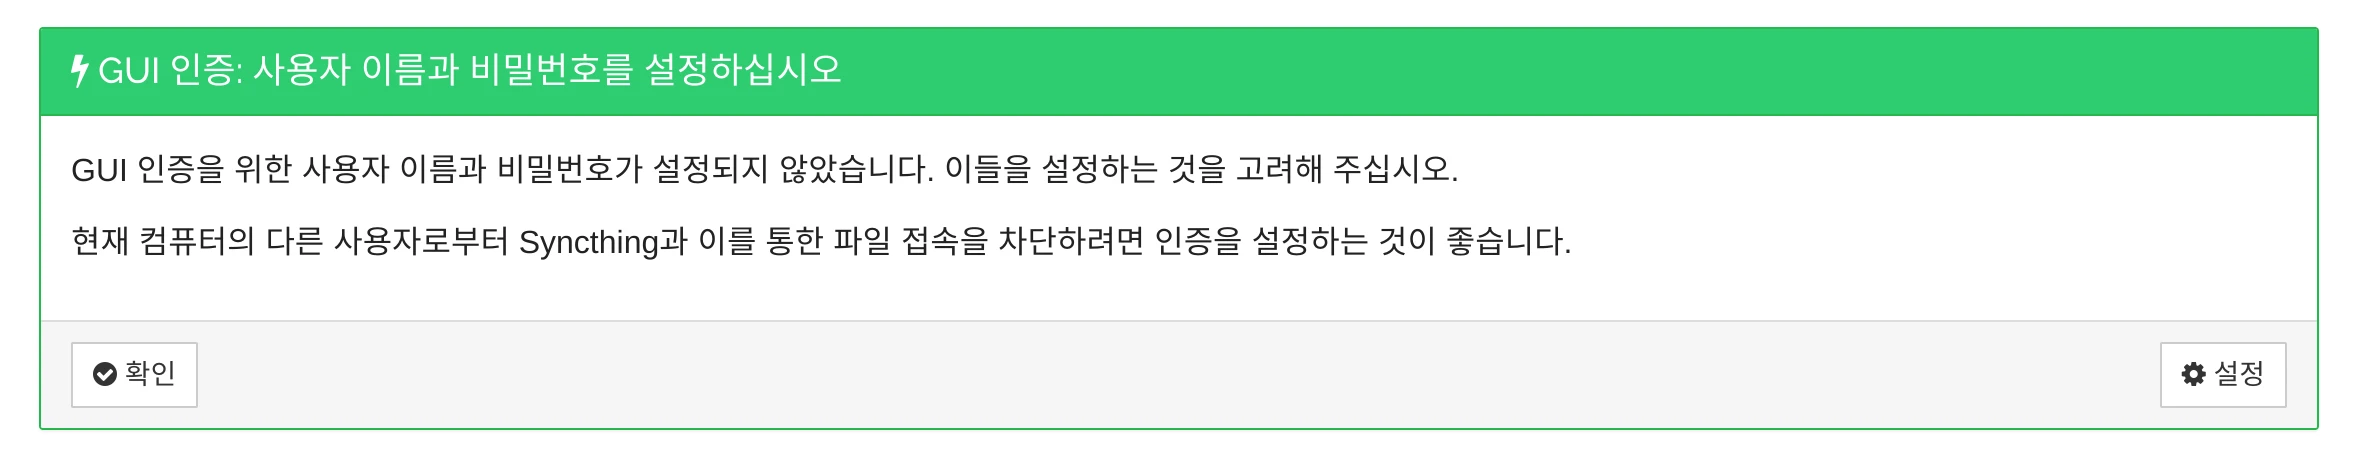 GUI 인증: 사용자 이름과 비밀번호를 설정하십시오
GUI 인증을 위한 사용자 이름과 비밀번호가 설정되지 않았습니다. 이들을 설정하는 것을 고려해 주십시오.
현재 컴퓨터의 다른 사용자로부터 Syncthing과 이를 통한 파일 접속을 차단하려면 인증을 설정하는 것이 좋습니다.
확인
설정